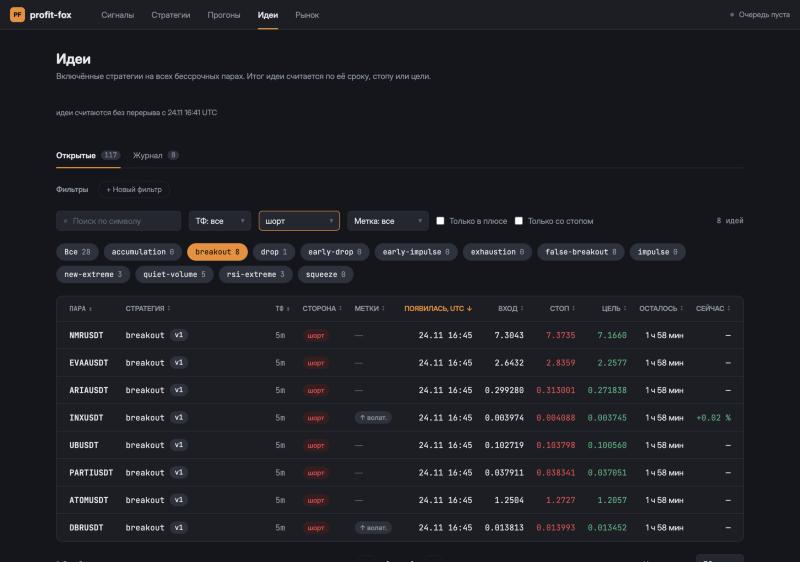 PF profit-fox Сигналы Стратегии Прогоны Идеи Рынок Очередь пуста
Идеи
Включённые стратегии на всех бессрочных парах. Итог идеи считается по её сроку, стопу или цели.
идеи считаются без перерыва с 24.11 16:41 UTC
Открытые 117 Журнал 8
Фильтры + Новый фильтр
Поиск по символу ТФ: все шорт Метка: все Только в плюсе Только со стопом 8 идей
Все 28 accumulation 0 breakout 8 drop 1 early-drop 0 early-impulse 0 exhaustion 0 false-breakout 8 impulse 0
new-extreme 3 quiet-volume 5 rsi-extreme 3 squeeze 0
ПАРА ↕ СТРАТЕГИЯ ↕ ТФ ↕ СТОРОНА ↕ МЕТКИ ↕ ПОЯВИЛАСЬ, UTC ↓ ВХОД ↕ СТОП ↕ ЦЕЛЬ ↕ ОСТАЛОСЬ ↕ СЕЙЧАС ↕
NMRUSDT breakout v1 5m шорт — 24.11 16:45 7.3043 7.3735 7.1660 1 ч 58 мин —
EVAAUSDT breakout v1 5m шорт — 24.11 16:45 2.6432 2.8359 2.2577 1 ч 58 мин —
ARIAUSDT breakout v1 5m шорт — 24.11 16:45 0.299280 0.313001 0.271838 1 ч 58 мин —
INXUSDT breakout v1 5m шорт ↑ волат. 24.11 16:45 0.003974 0.004088 0.003745 1 ч 58 мин +0.02 %
UBUSDT breakout v1 5m шорт — 24.11 16:45 0.102719 0.103798 0.100560 1 ч 58 мин —
PARTIUSDT breakout v1 5m шорт — 24.11 16:45 0.037911 0.038341 0.037051 1 ч 58 мин —
ATOMUSDT breakout v1 5m шорт — 24.11 16:45 1.2504 1.2727 1.2057 1 ч 58 мин —
DBRUSDT breakout v1 5m шорт ↑ волат. 24.11 16:45 0.013813 0.013993 0.013452 1 ч 58 мин —